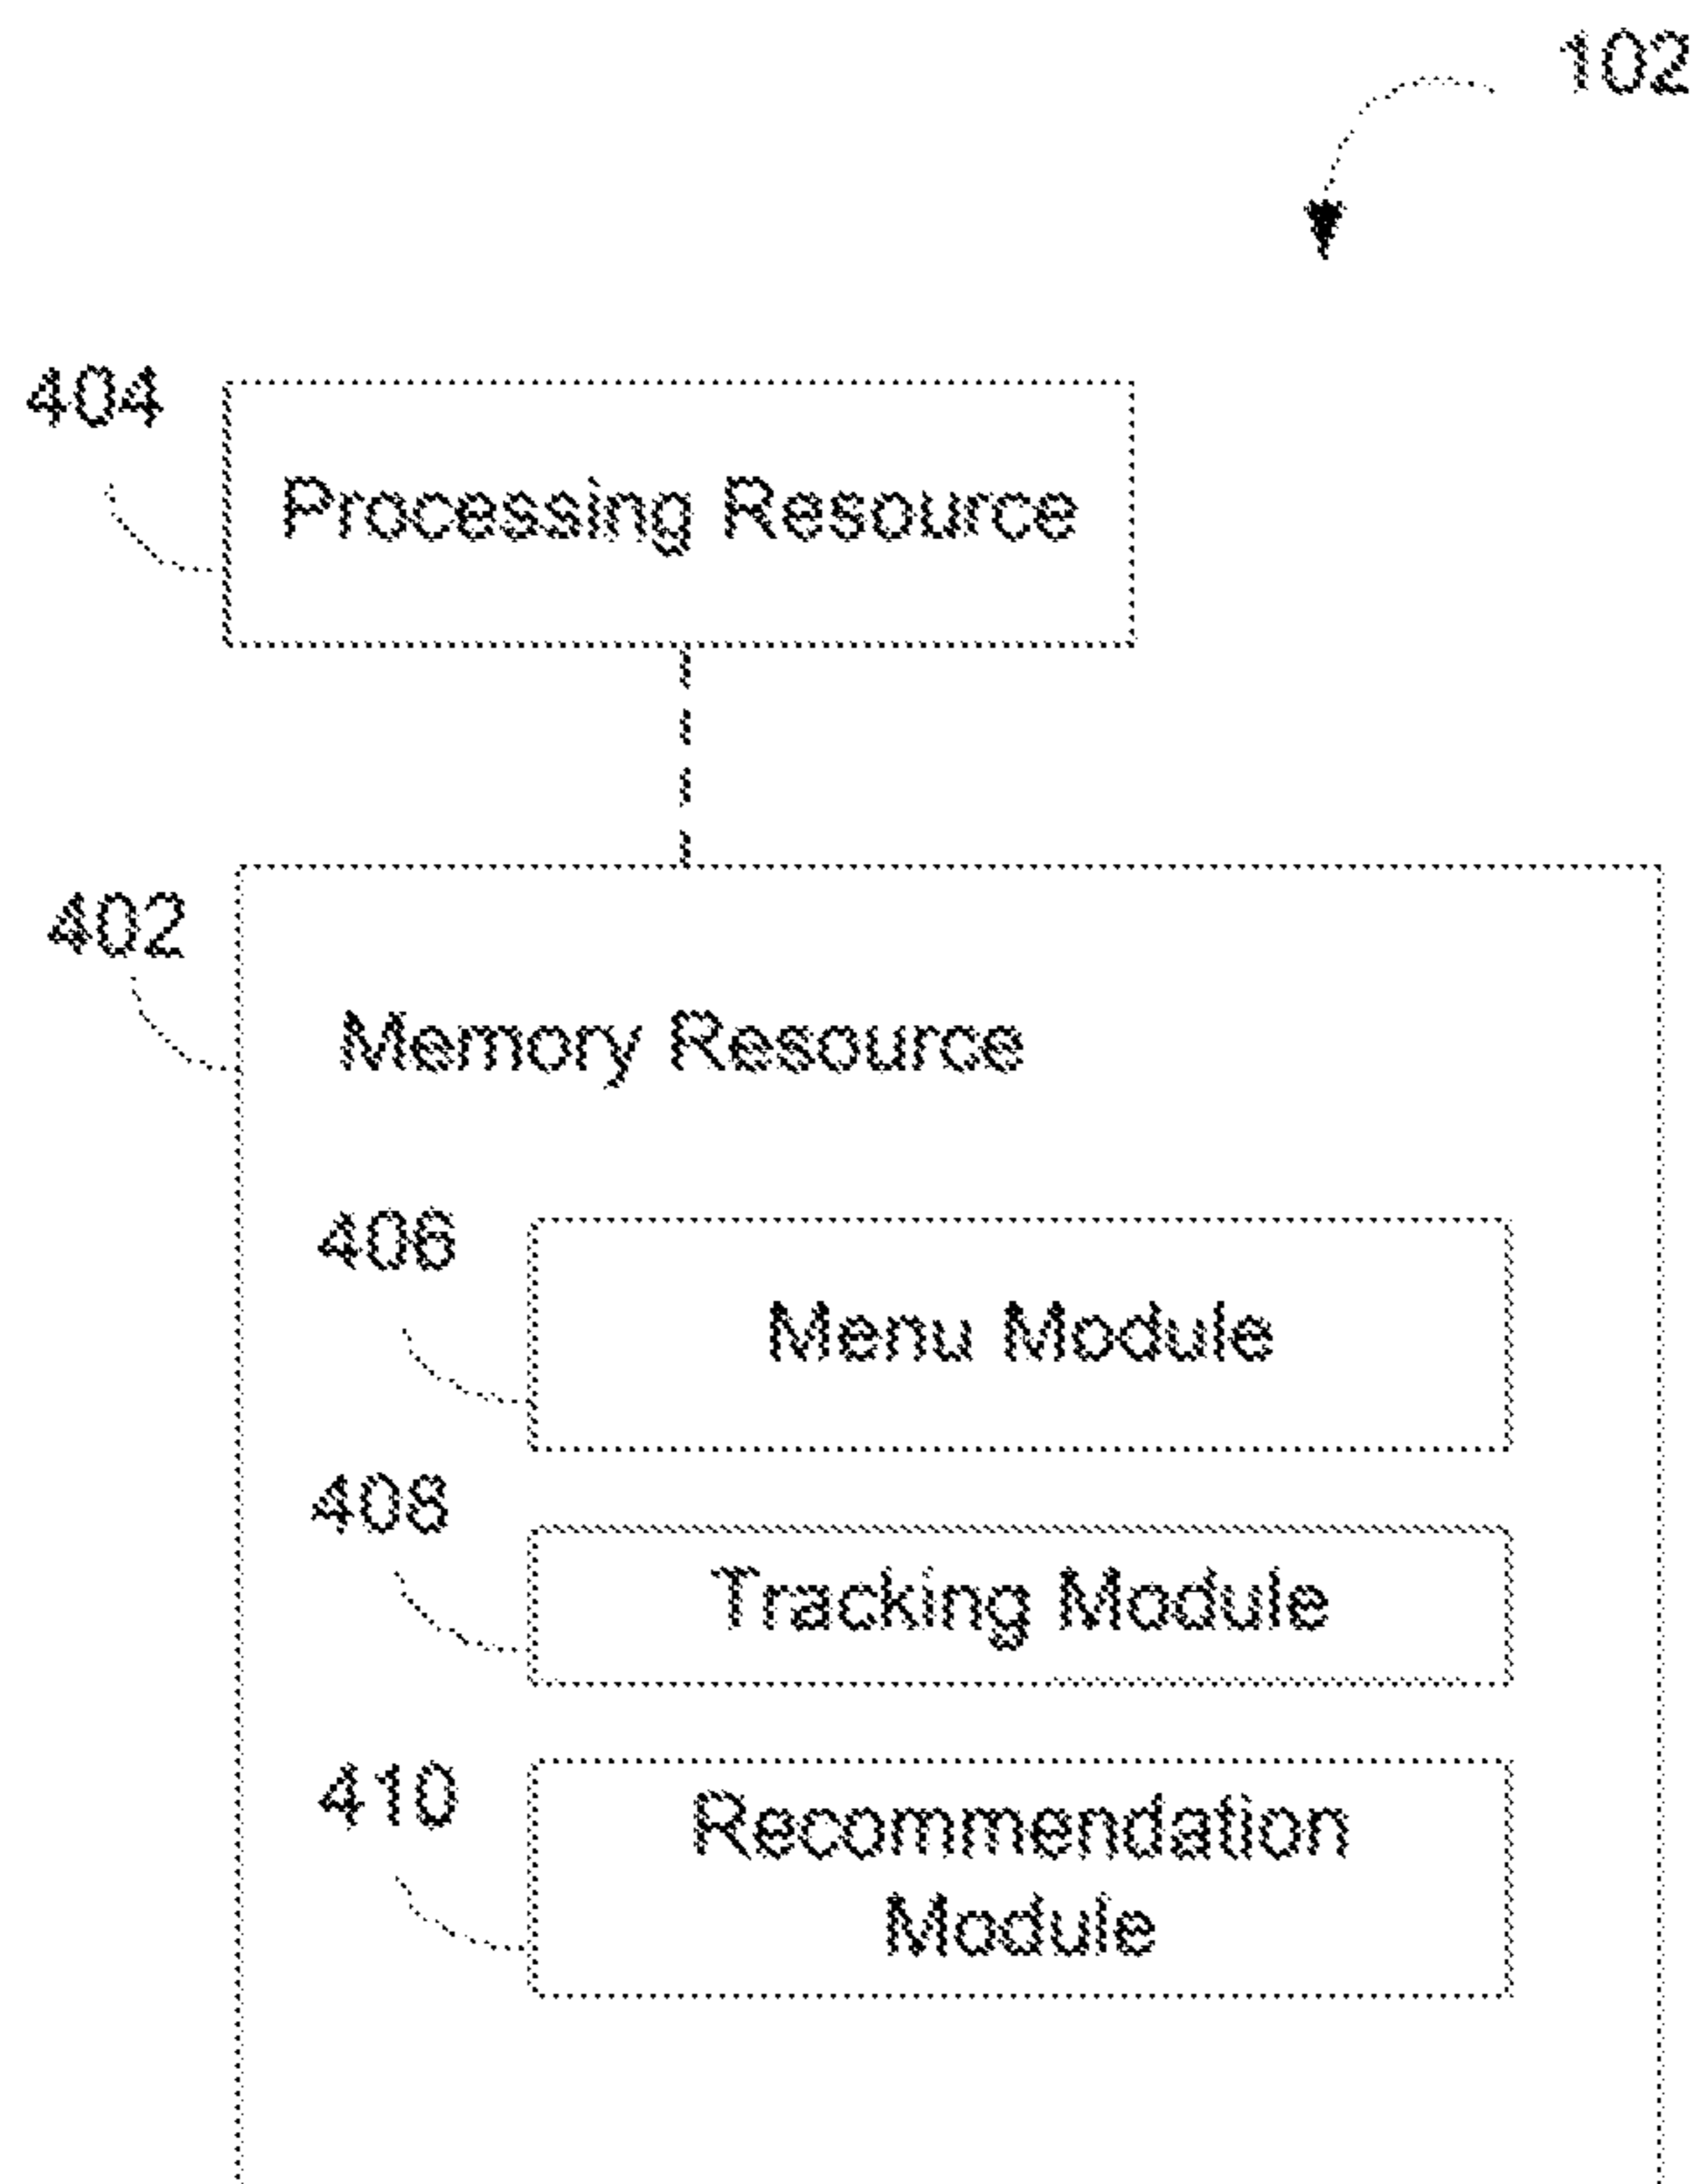 102
404
Processing Resource
402
Memory Resource
406
Menu Module
408
Tracking Module
410
Recommendation
Module